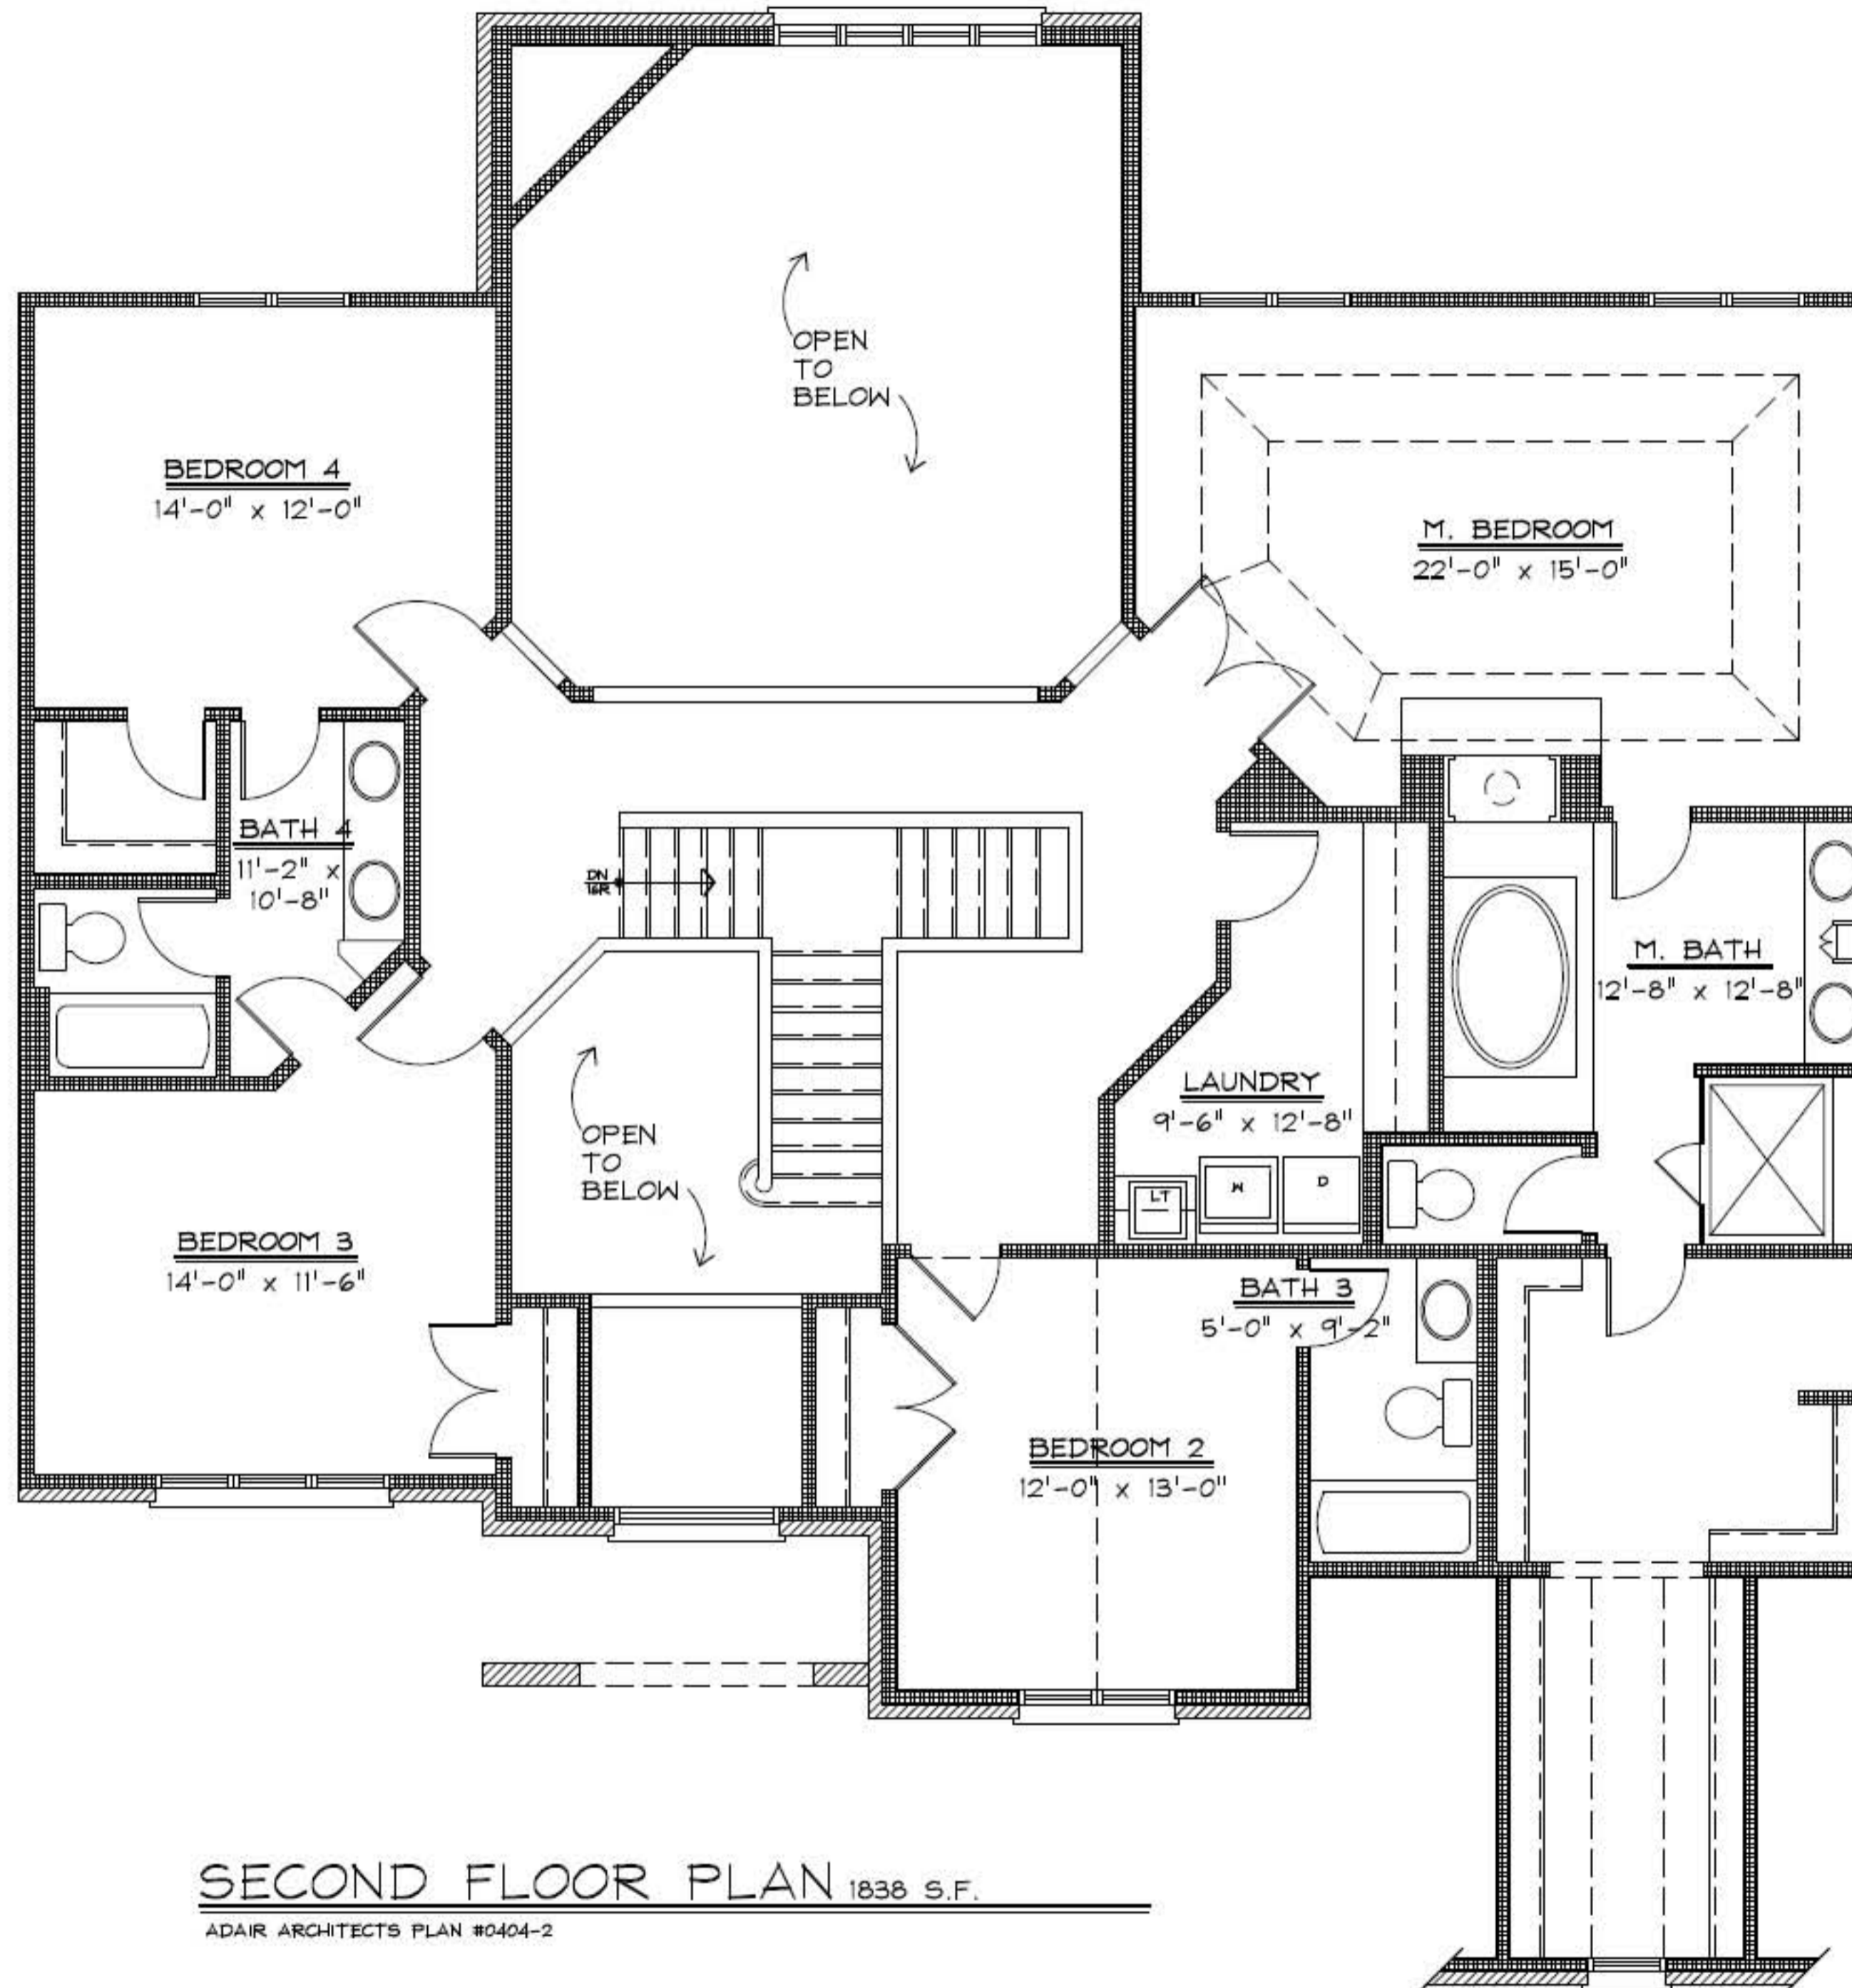 OPEN
TO
BELOW
BEDROOM 4
14'-0" x 12'-0"
M. BEDROOM
22'-0" x 15'-0"
BATH 4
11'-2" x
10'-8"
DN
16R
M. BATH
12'-8" x 12'-8"
LAUNDRY
9'-6" x 12'-8"
OPEN
TO
BELOW
LT
W
D
BEDROOM 3
14'-0" x 11'-6"
BATH 3
5'-0" x 9'-2"
BEDROOM 2
12'-0" x 13'-0"
SECOND FLOOR PLAN 1838 S.F.
ADAIR ARCHITECTS PLAN #0404-2